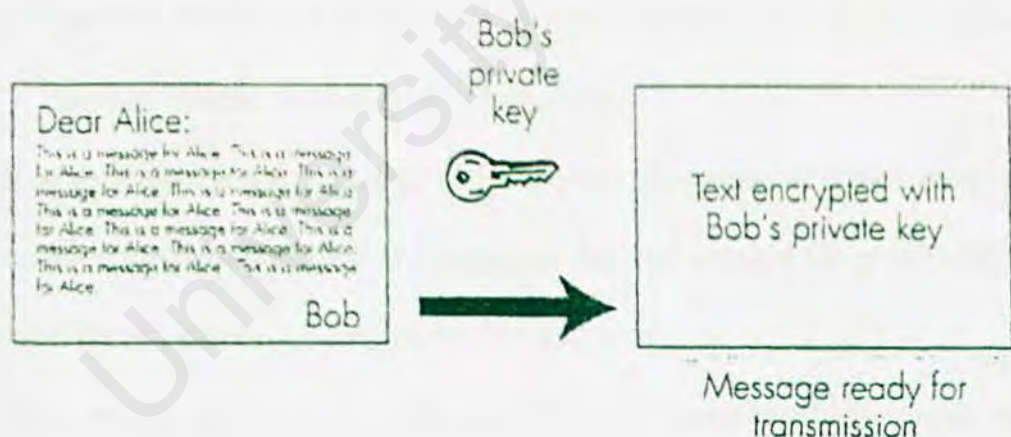 Bob's
private
key
Dear Alice:
This is a message for Alice. This is a message
for Alice. This is a message for Alice. This is a
message for Alice. This is a message for Alice.
This is a message for Alice. This is a message
for Alice. This is a message for Alice. This is a
message for Alice. This is a message for Alice.
This is a message for Alice. This is a message
for Alice.
Bob
Text encrypted with
Bob's private key
Message ready for
transmission
University